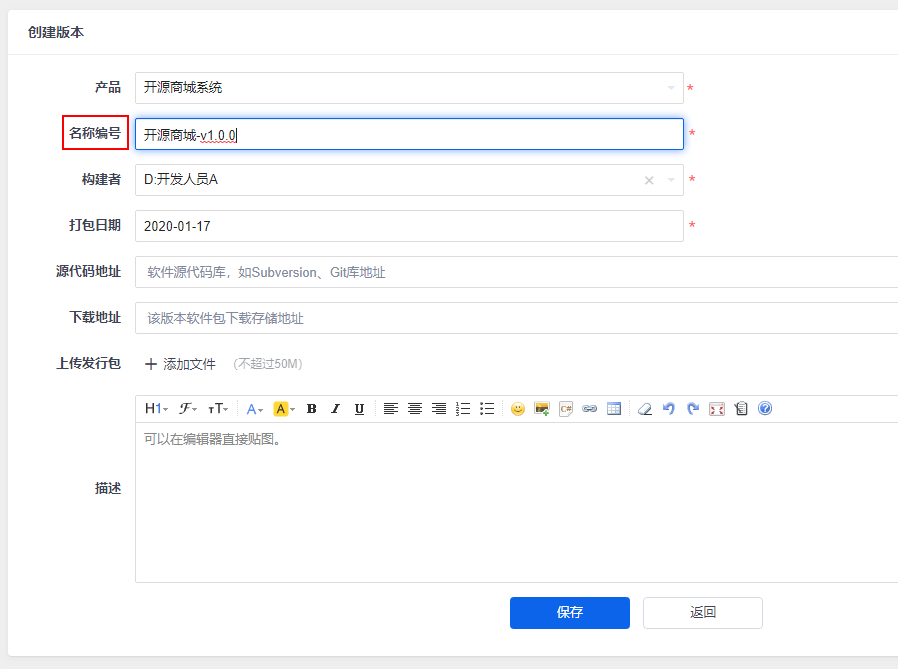 创建版本
产品 开源商城系统 *
名称编号 开源商城-v1.0.0 *
构建者 D:开发人员A × *
打包日期 2020-01-17 *
源代码地址 软件源代码库，如Subversion、Git库地址
下载地址 该版本软件包下载存储地址
上传发行包 + 添加文件 (不超过50M)
H1 ℱ TT A A B I U C#
可以在编辑器直接贴图。
描述
保存 返回